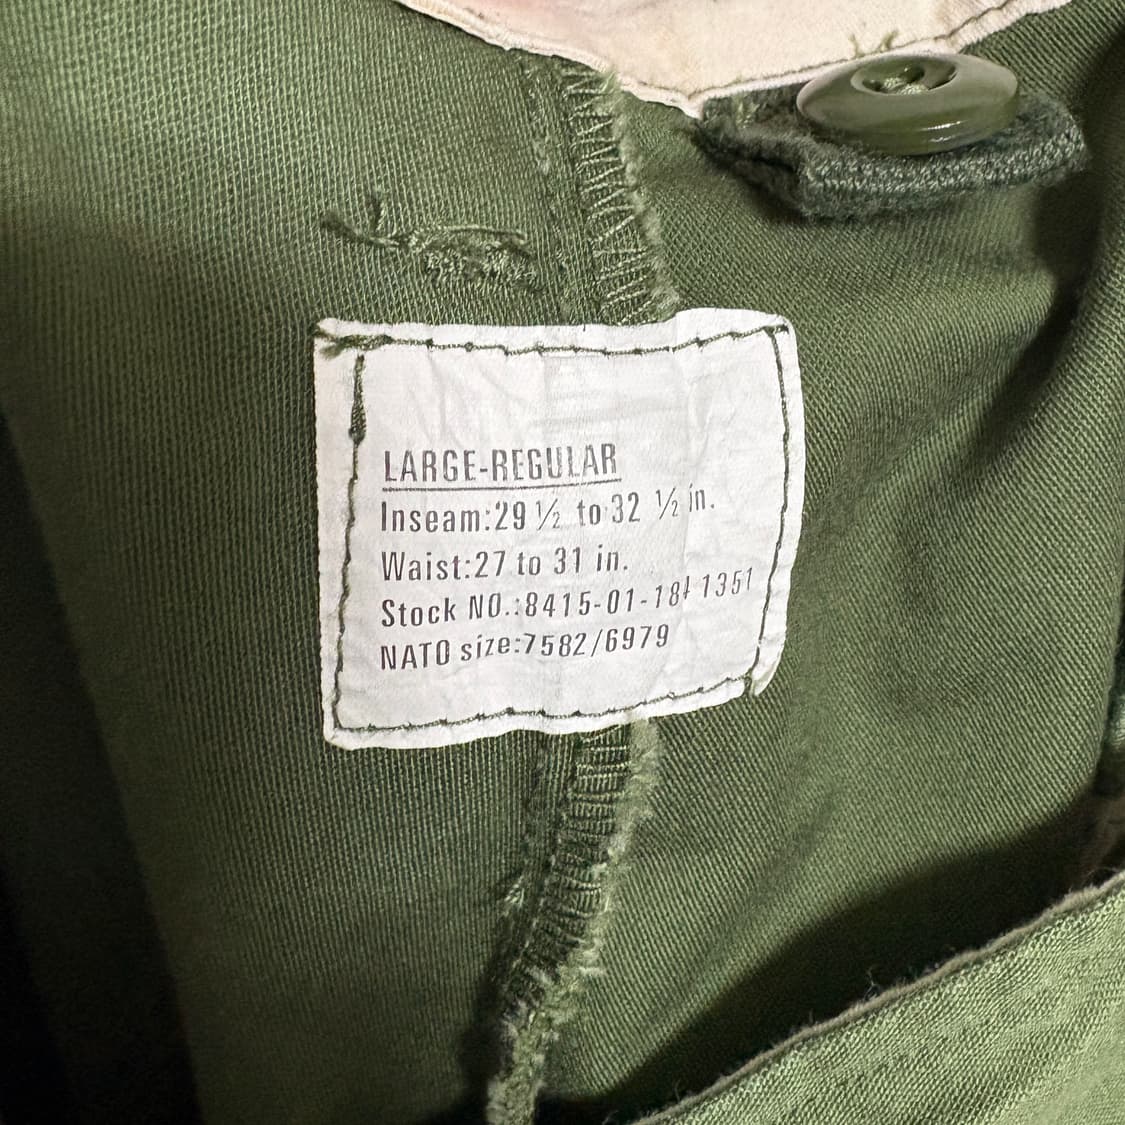 LARGE-REGULAR
Inseam:29 ½ to 32 ½ in.
Waist:27 to 31 in.
Stock NO.:8415-01-184 1351
NATO size:7582/6979